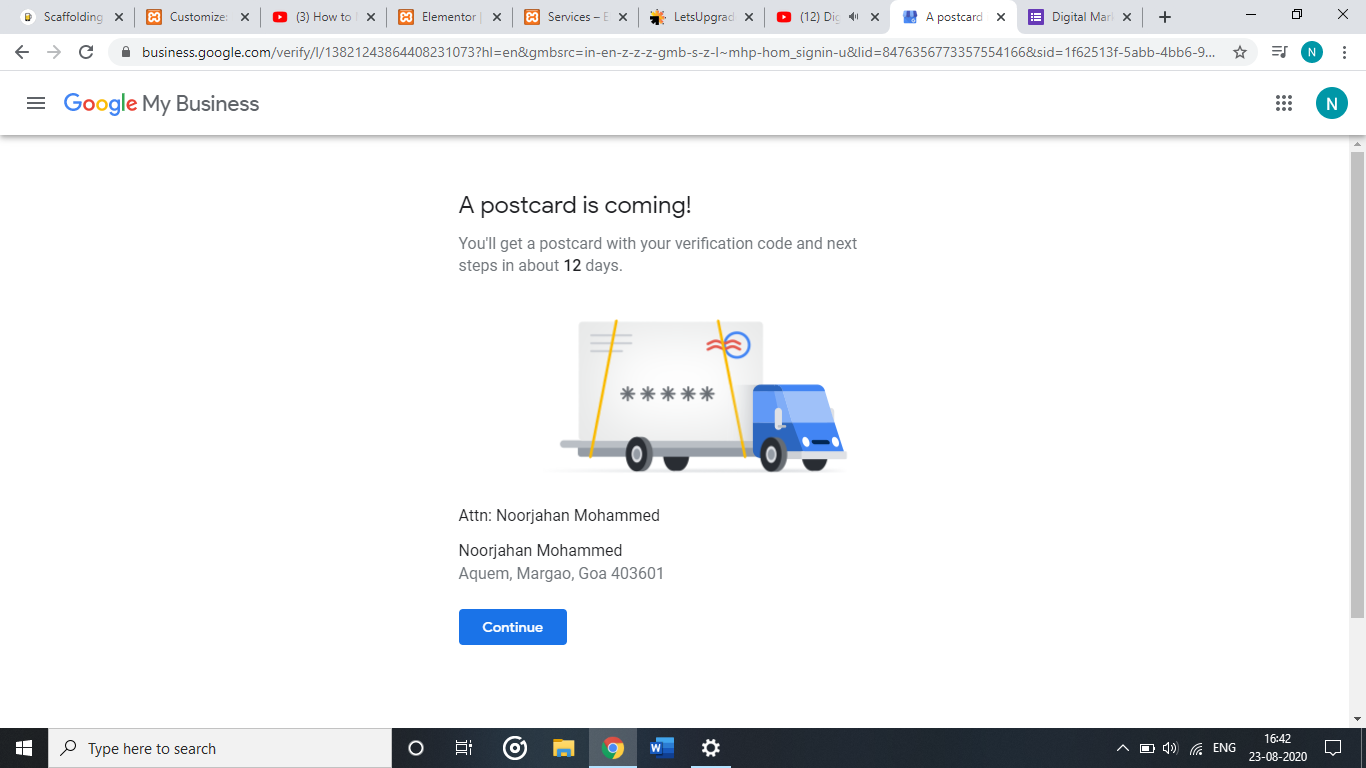 Scaffolding
Customize:
(3) How to
Elementor
Services – E
LetsUpgrad
(12) Dig
A postcard
Digital Mark
business.google.com/verify/l/13821243864408231073?hl=en&gmbsrc=in-en-z-z-z-gmb-s-z-l~mhp-hom_signin-u&lid=8476356773357554166&sid=1f62513f-5abb-4bb6-9...
N
Google My Business
N
A postcard is coming!
You'll get a postcard with your verification code and next
steps in about 12 days.
*****
Attn: Noorjahan Mohammed
Noorjahan Mohammed
Aquem, Margao, Goa 403601
Continue
Type here to search
W
ENG
16:42
23-08-2020